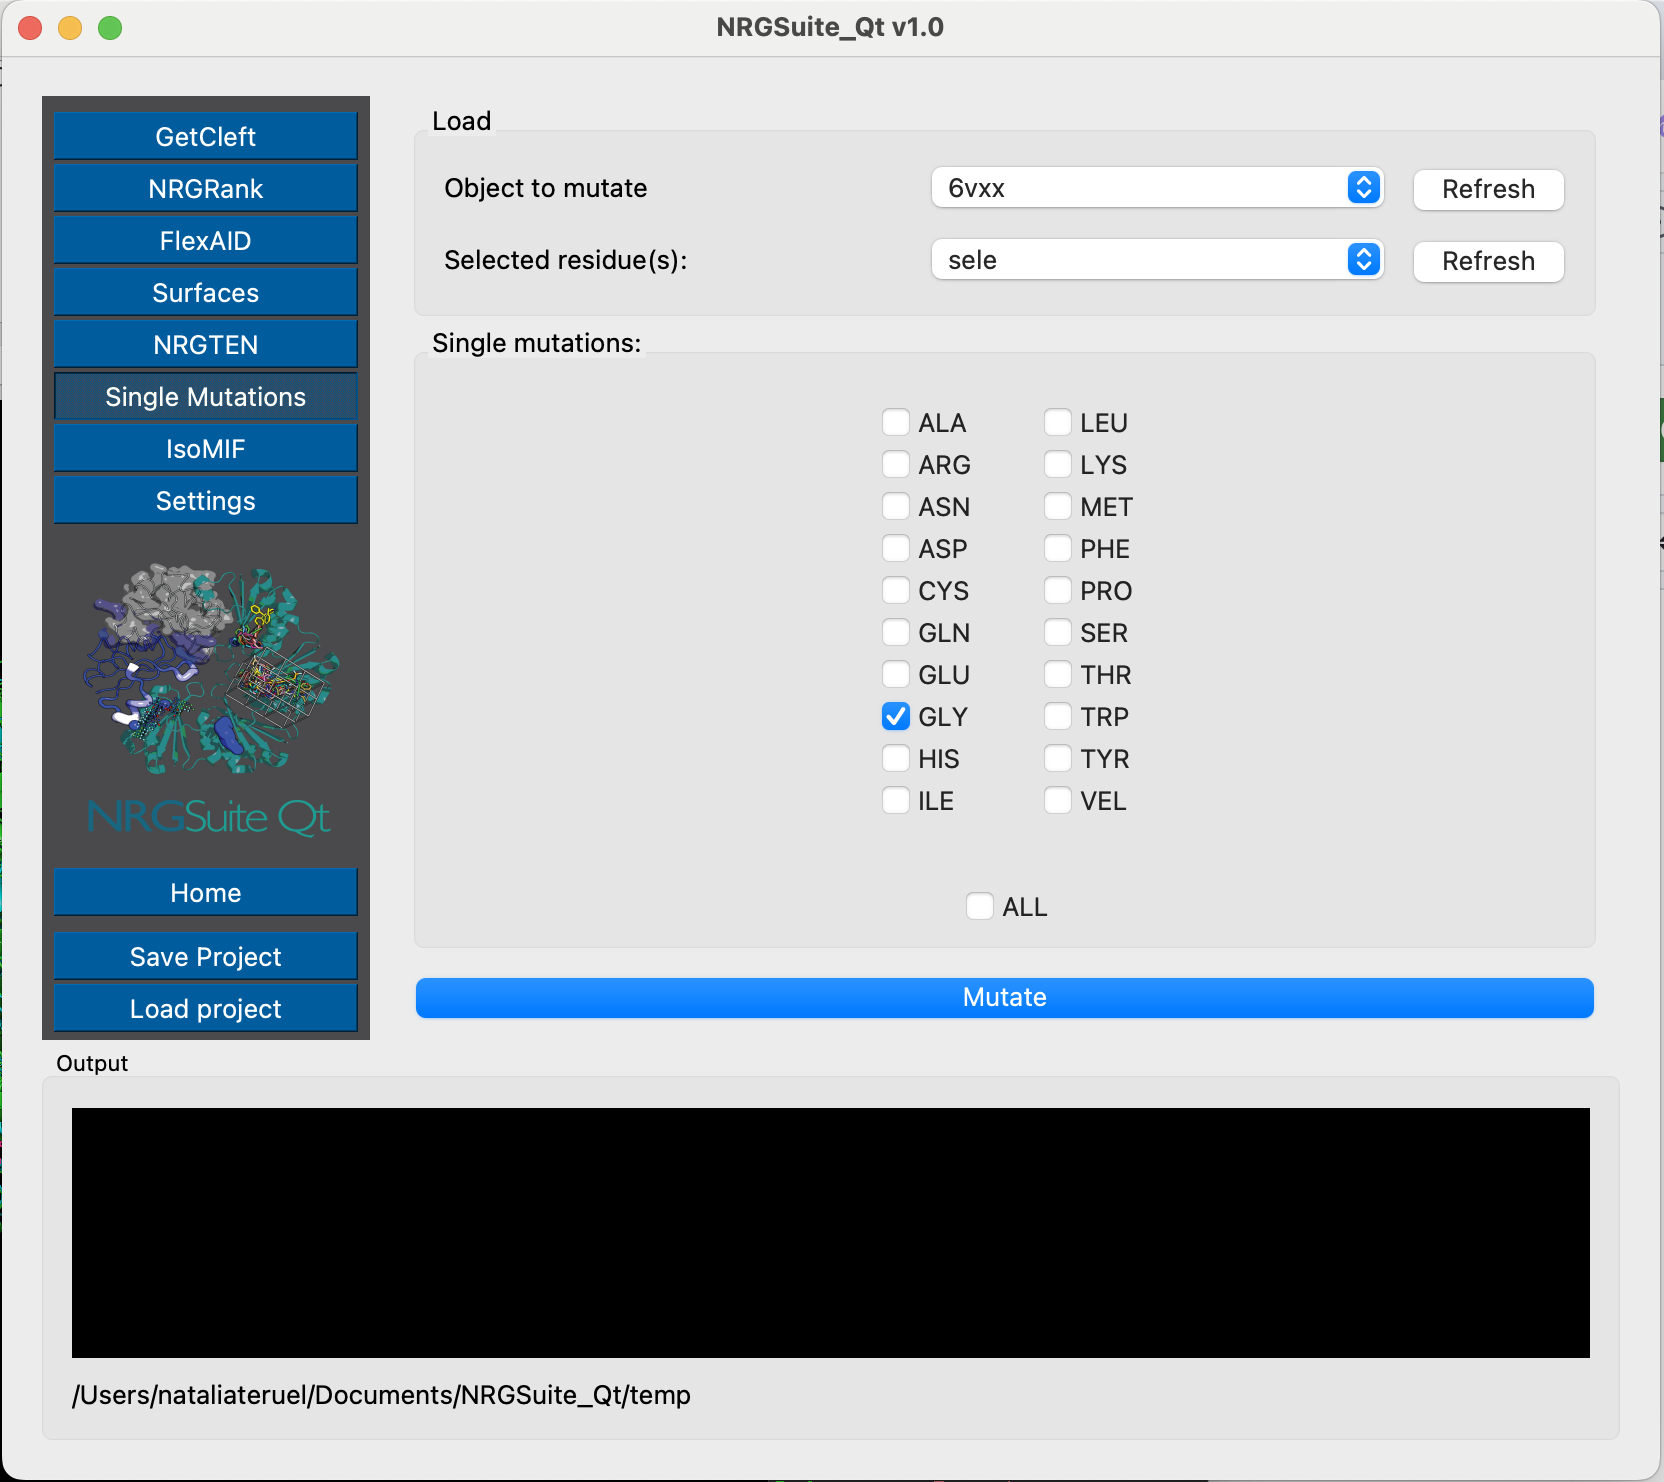 NRGSuite_Qt v1.0
GetCleft
NRGRank
FlexAID
Surfaces
NRGTEN
Single Mutations
IsoMIF
Settings
NRGSuite Qt
Home
Save Project
Load project
Load
Object to mutate 6vxx Refresh
Selected residue(s): sele Refresh
Single mutations:
ALA LEU
ARG LYS
ASN MET
ASP PHE
CYS PRO
GLN SER
GLU THR
GLY TRP
HIS TYR
ILE VEL
ALL
Mutate
Output
/Users/nataliateruel/Documents/NRGSuite_Qt/temp